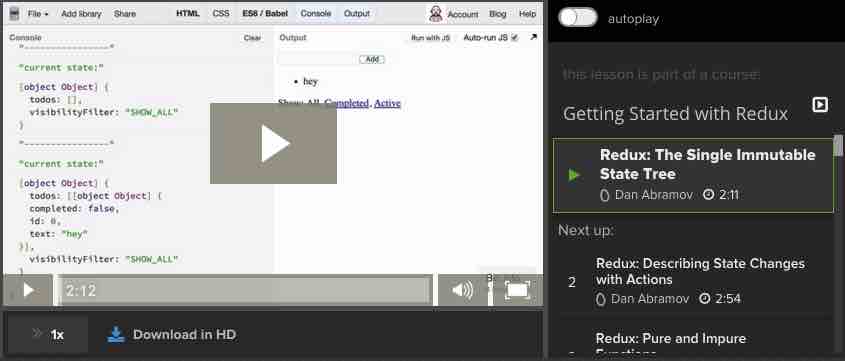 File Add library Share HTML CSS ES6 / Babel Console Output Account Blog Help
Console Clear Output Run with JS Auto-run JS
"----------------"
"current state:"
[object Object] {
todos: [],
visibilityFilter: "SHOW_ALL"
}
"----------------"
"current state:"
[object Object] {
todos: [[object Object] {
completed: false,
id: 0,
text: "hey"
}],
visibilityFilter: "SHOW_ALL"
}
Add
hey
Show: All, Completed, Active
2:12
1x Download in HD
autoplay
this lesson is part of a course:
Getting Started with Redux
Redux: The Single Immutable
State Tree
Dan Abramov 2:11
Next up:
2 Redux: Describing State Changes
with Actions
Dan Abramov 2:54
Redux: Pure and Impure
Functions